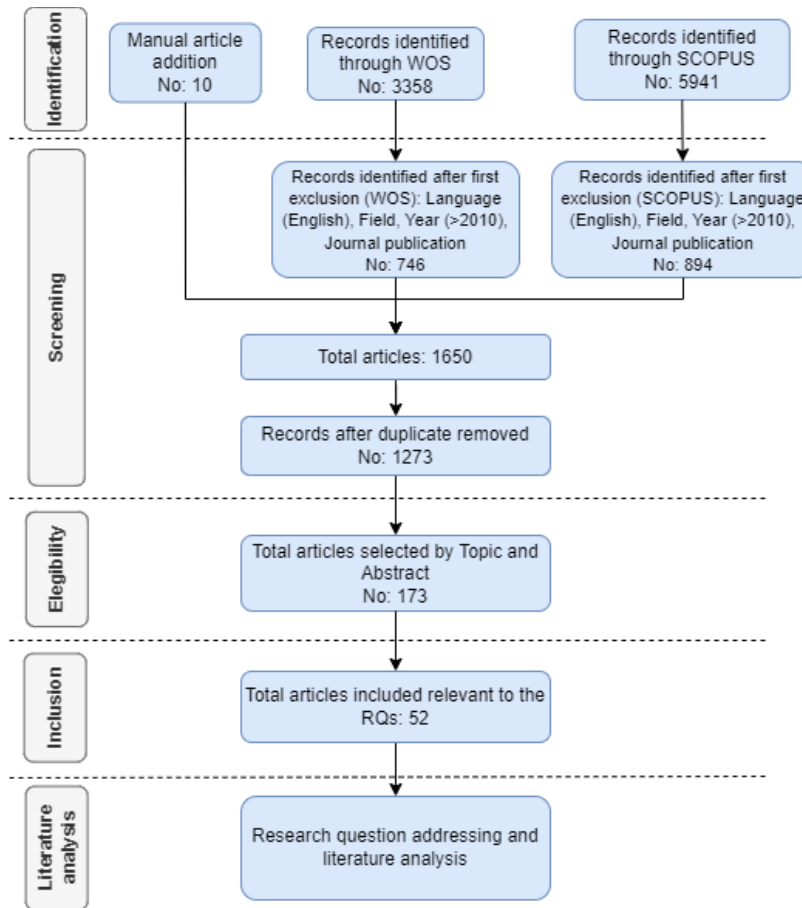 Identification
Manual article
addition
No: 10
Records identified
through WOS
No: 3358
Records identified
through SCOPUS
No: 5941
Screening
Records identified after first
exclusion (WOS): Language
(English), Field, Year (>2010),
Journal publication
No: 746
Records identified after first
exclusion (SCOPUS): Language
(English), Field, Year (>2010),
Journal publication
No: 894
Total articles: 1650
Records after duplicate removed
No: 1273
Elegibility
Total articles selected by Topic and
Abstract
No: 173
Inclusion
Total articles included relevant to the
RQs: 52
Literature
analysis
Research question addressing and
literature analysis